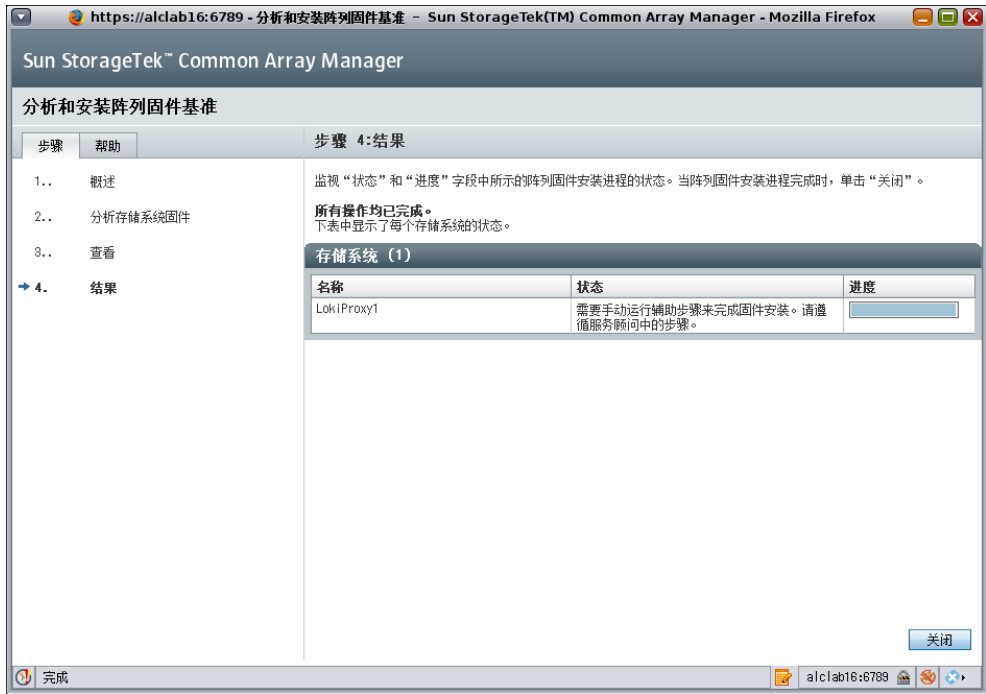 https://alclab16:6789 - 分析和安装阵列固件基准 - Sun StorageTek(TM) Common Array Manager - Mozilla Firefox
Sun StorageTek™ Common Array Manager
分析和安装阵列固件基准
步骤 帮助
1.. 概述
2.. 分析存储系统固件
3.. 查看
4. 结果
步骤 4:结果
监视“状态”和“进度”字段中所示的阵列固件安装进程的状态。当阵列固件安装进程完成时，单击“关闭”。
所有操作均已完成。
下表中显示了每个存储系统的状态。
存储系统 (1)
名称 状态 进度
LokiProxy1 需要手动运行辅助步骤来完成固件安装。请遵
循服务顾问中的步骤。
关闭
完成 alclab16:6789